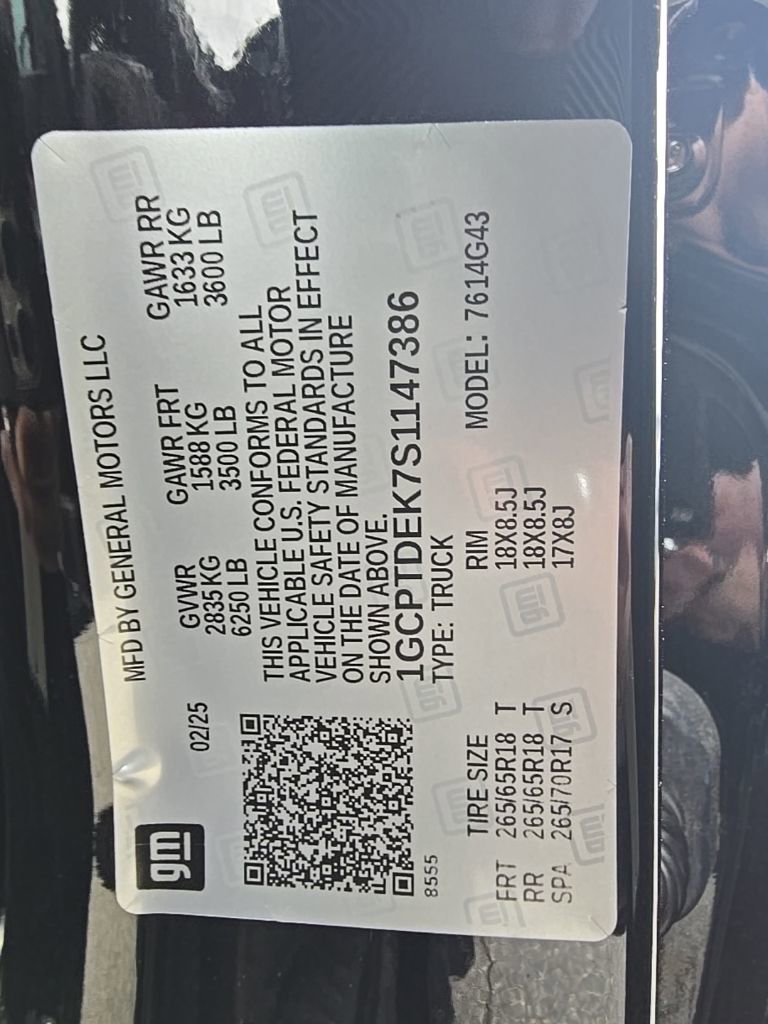 gm
MFD BY GENERAL MOTORS LLC
02/25
GVWR GAWR FRT GAWR RR
2835 KG 1588 KG 1633 KG
6250 LB 3500 LB 3600 LB
THIS VEHICLE CONFORMS TO ALL
APPLICABLE U.S. FEDERAL MOTOR
VEHICLE SAFETY STANDARDS IN EFFECT
ON THE DATE OF MANUFACTURE
SHOWN ABOVE.
1GCPTDEK7S1147386
8555
TYPE: TRUCK
MODEL: 7614G43
TIRE SIZE RIM
FRT 265/65R18 T 18X8.5J
RR 265/65R18 T 18X8.5J
SPA 265/70R17 S 17X8J